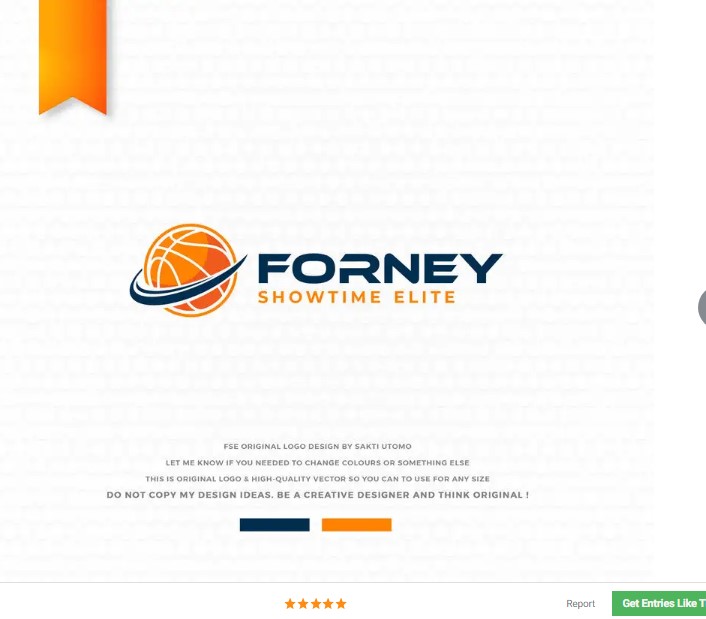 FORNEY
SHOWTIME ELITE
FSE ORIGINAL LOGO DESIGN BY SAKTI UTOMO
LET ME KNOW IF YOU NEEDED TO CHANGE COLOURS OR SOMETHING ELSE
THIS IS ORIGINAL LOGO & HIGH-QUALITY VECTOR SO YOU CAN TO USE FOR ANY SIZE
DO NOT COPY MY DESIGN IDEAS. BE A CREATIVE DESIGNER AND THINK ORIGINAL !
Report
Get Entries Like T